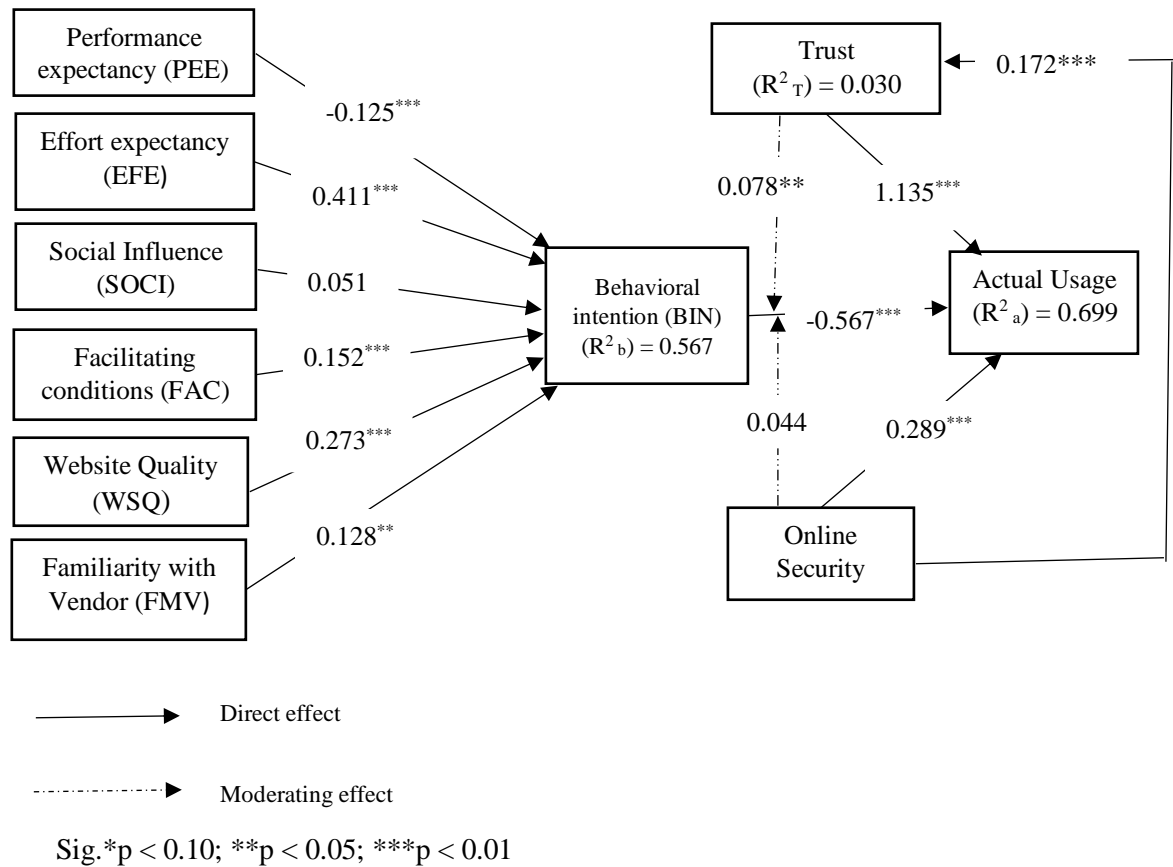 Performance
expectancy (PEE)
Effort expectancy
(EFE)
Social Influence
(SOCI)
Facilitating
conditions (FAC)
Website Quality
(WSQ)
Familiarity with
Vendor (FMV)
-0.125***
0.411***
0.051
0.152***
0.273***
0.128**
Behavioral
intention (BIN)
(R² b) = 0.567
Trust
(R² T) = 0.030
0.172***
0.078**
1.135***
-0.567***
Actual Usage
(R² a) = 0.699
0.044
0.289***
Online
Security
Direct effect
Moderating effect
Sig.*p < 0.10; **p < 0.05; ***p < 0.01